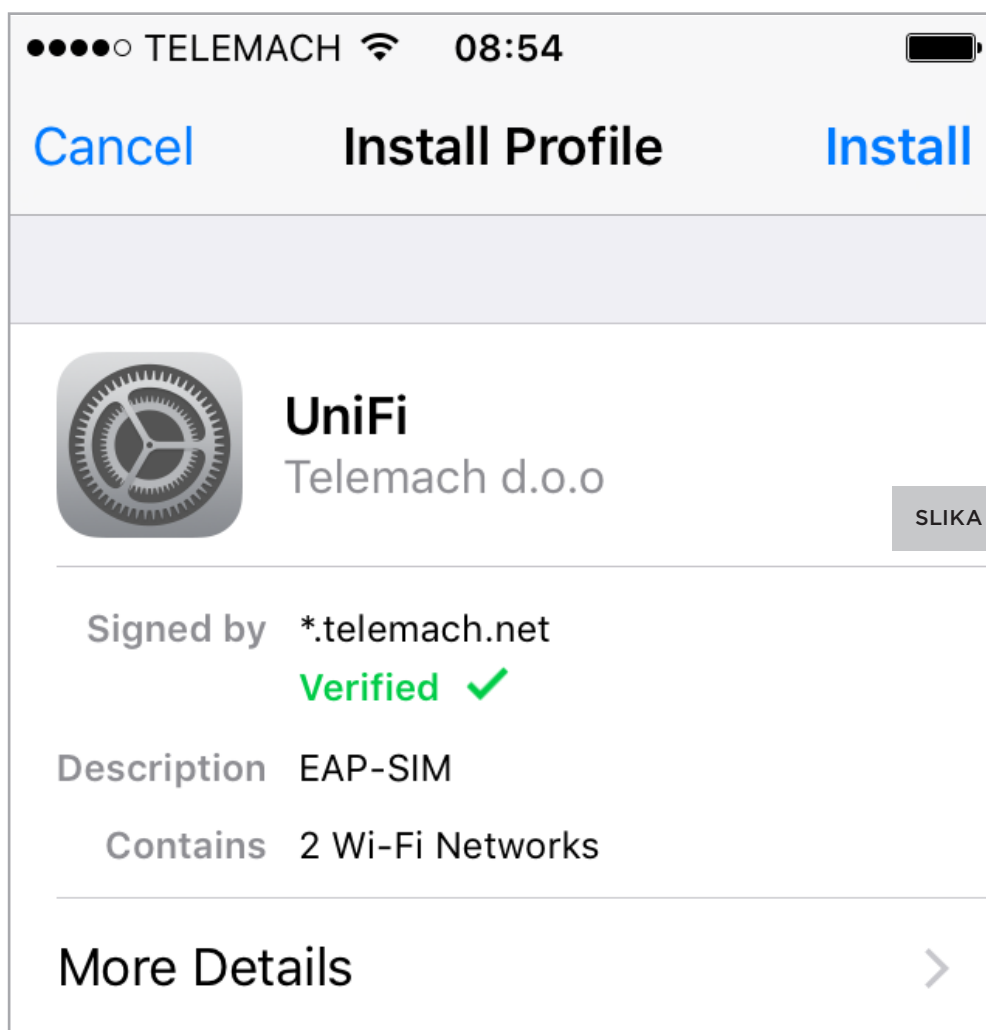 TELEMACH 08:54
Cancel Install Profile Install
UniFi
Telemach d.o.o
SLIKA
Signed by *.telemach.net
Verified
Description EAP-SIM
Contains 2 Wi-Fi Networks
More Details